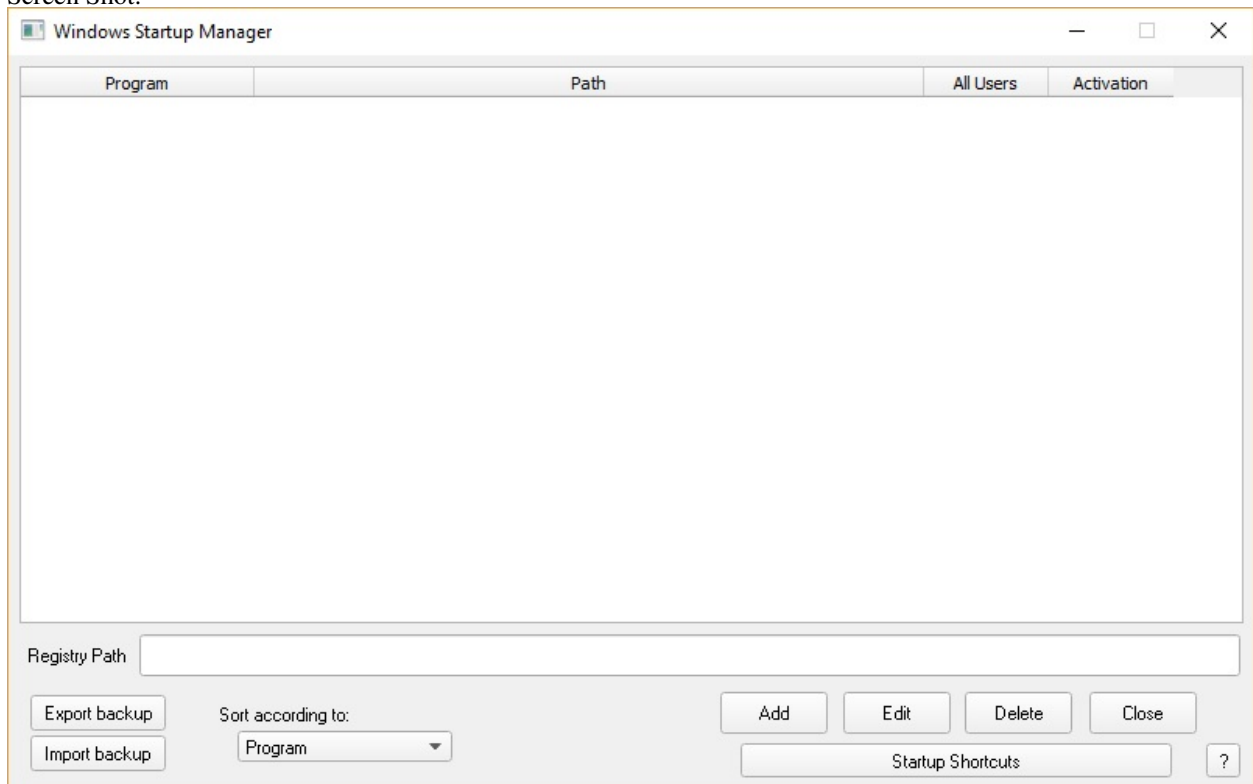 Screen Shot:
Windows Startup Manager
Program Path All Users Activation
Registry Path
Export backup Sort according to: Add Edit Delete Close
Import backup Program Startup Shortcuts ?